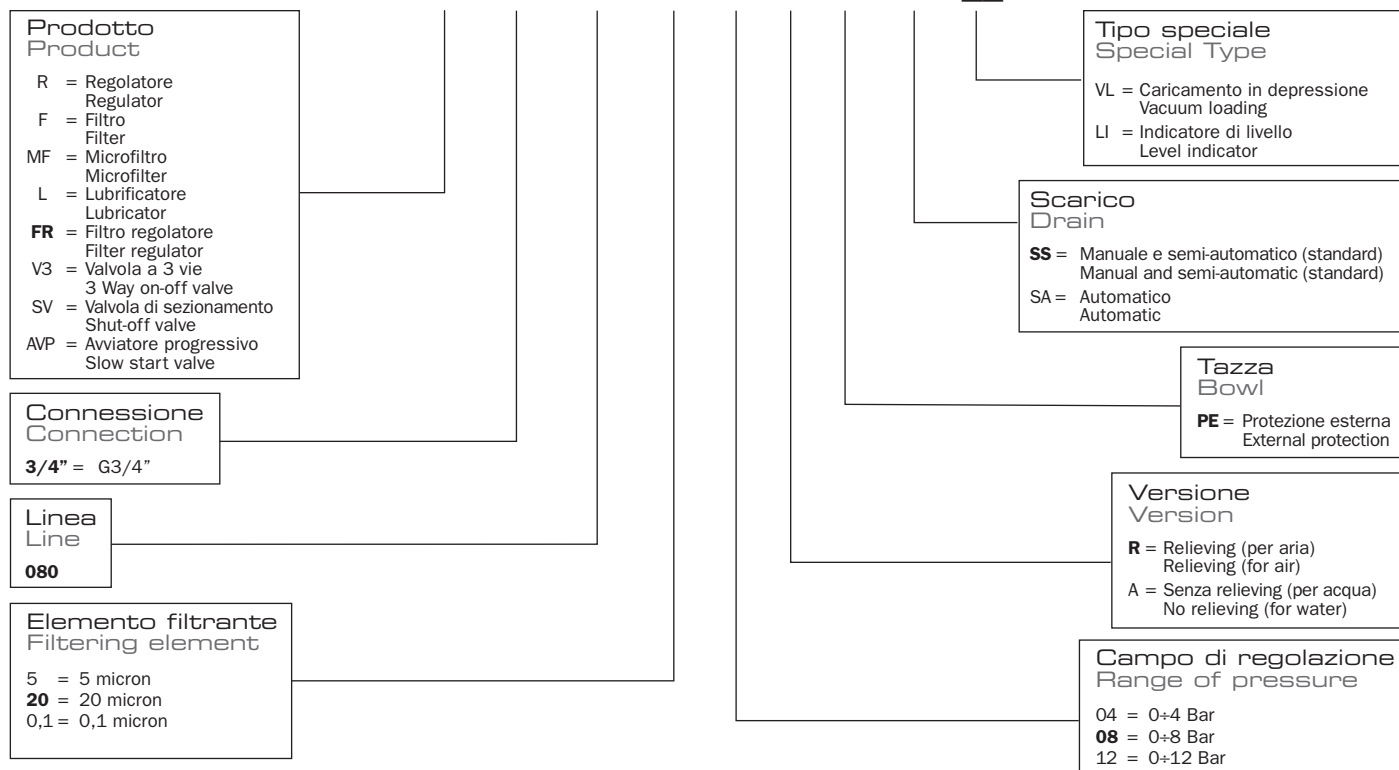 Prodotto
Product
R = Regolatore
Regulator
F = Filtro
Filter
MF = Microfiltro
Microfilter
L = Lubrificatore
Lubricator
FR = Filtro regolatore
Filter regulator
V3 = Valvola a 3 vie
3 Way on-off valve
SV = Valvola di sezionamento
Shut-off valve
AVP = Avviatore progressivo
Slow start valve
Connessione
Connection
3/4” = G3/4”
Linea
Line
080
Elemento filtrante
Filtering element
5 = 5 micron
20 = 20 micron
0,1 = 0,1 micron
Tipo speciale
Special Type
VL = Caricamento in depressione
Vacuum loading
LI = Indicatore di livello
Level indicator
Scarico
Drain
SS = Manuale e semi-automatico (standard)
Manual and semi-automatic (standard)
SA = Automatico
Automatic
Tazza
Bowl
PE = Protezione esterna
External protection
Versione
Version
R = Relieving (per aria)
Relieving (for air)
A = Senza relieving (per acqua)
No relieving (for water)
Campo di regolazione
Range of pressure
04 = 0÷4 Bar
08 = 0÷8 Bar
12 = 0÷12 Bar